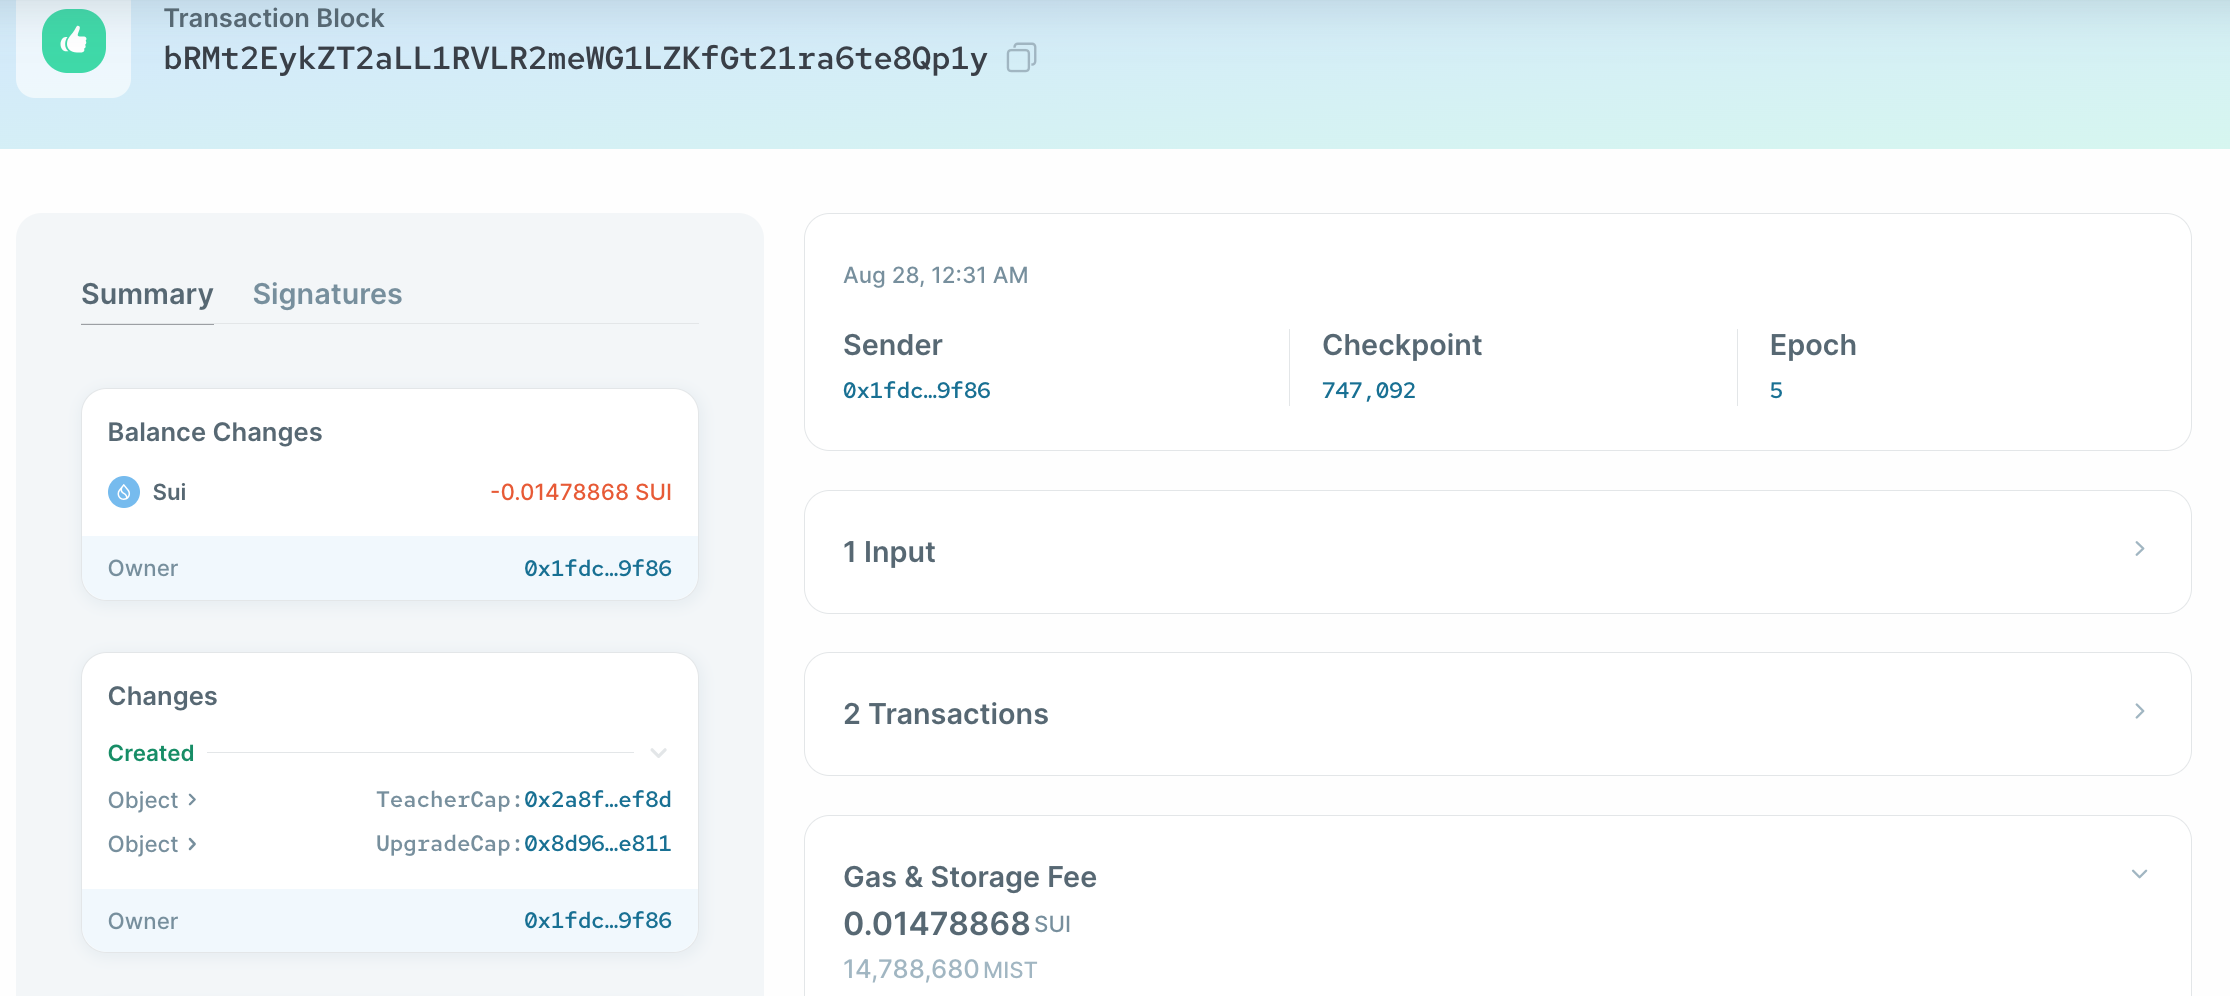 Transaction Block
bRMt2EykZT2aLL1RVLR2meWG1LZKfGt21ra6te8Qp1y
Summary
Signatures
Balance Changes
Sui
-0.01478868 SUI
Owner
0x1fdc…9f86
Changes
Created
Object
TeacherCap:0x2a8f…ef8d
Object
UpgradeCap:0x8d96…e811
Owner
0x1fdc…9f86
Aug 28, 12:31 AM
Sender
0x1fdc…9f86
Checkpoint
747,092
Epoch
5
1 Input
2 Transactions
Gas & Storage Fee
0.01478868 SUI
14,788,680 MIST